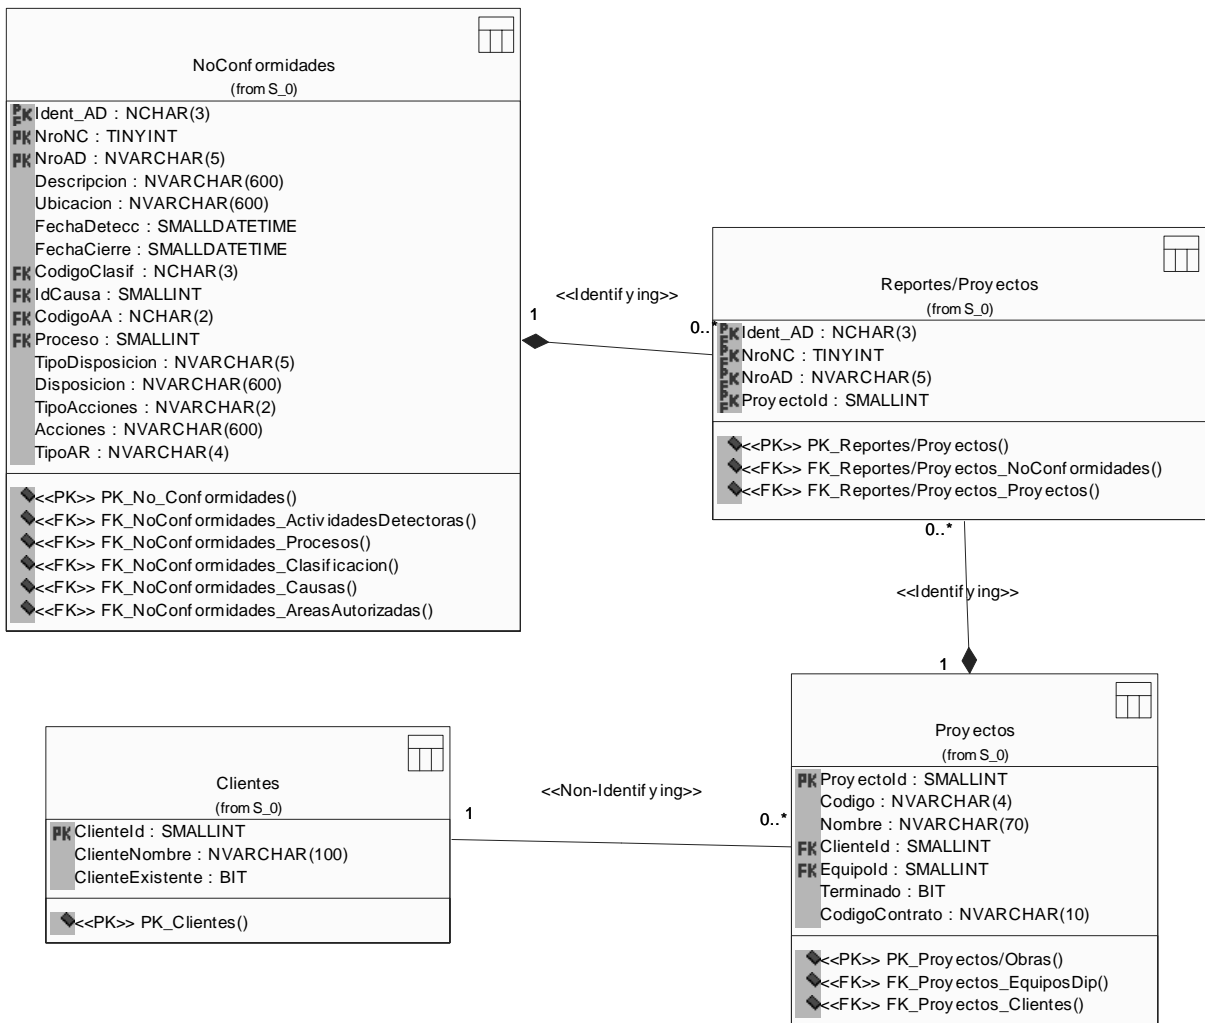 NoConformidades
(from S_0)
PFK Ident_AD : NCHAR(3)
PK NroNC : TINYINT
PK NroAD : NVARCHAR(5)
Descripcion : NVARCHAR(600)
Ubicacion : NVARCHAR(600)
FechaDetecc : SMALLDATETIME
FechaCierre : SMALLDATETIME
FK CodigoClasif : NCHAR(3)
FK IdCausa : SMALLINT
FK CodigoAA : NCHAR(2)
FK Proceso : SMALLINT
TipoDisposicion : NVARCHAR(5)
Disposicion : NVARCHAR(600)
TipoAcciones : NVARCHAR(2)
Acciones : NVARCHAR(600)
TipoAR : NVARCHAR(4)
<<PK>> PK_No_Conformidades()
<<FK>> FK_NoConformidades_ActividadesDetectoras()
<<FK>> FK_NoConformidades_Procesos()
<<FK>> FK_NoConformidades_Clasificacion()
<<FK>> FK_NoConformidades_Causas()
<<FK>> FK_NoConformidades_AreasAutorizadas()
<<Identifying>>
1
0..*
Reportes/Proyectos
(from S_0)
PFK Ident_AD : NCHAR(3)
PFK NroNC : TINYINT
PFK NroAD : NVARCHAR(5)
PFK ProyectoId : SMALLINT
<<PK>> PK_Reportes/Proyectos()
<<FK>> FK_Reportes/Proyectos_NoConformidades()
<<FK>> FK_Reportes/Proyectos_Proyectos()
0..*
<<Identifying>>
1
Clientes
(from S_0)
PK ClienteId : SMALLINT
ClienteNombre : NVARCHAR(100)
ClienteExistente : BIT
<<PK>> PK_Clientes()
<<Non-Identifying>>
1
0..*
Proyectos
(from S_0)
PK ProyectoId : SMALLINT
Codigo : NVARCHAR(4)
Nombre : NVARCHAR(70)
FK ClienteId : SMALLINT
FK EquipoId : SMALLINT
Terminado : BIT
CodigoContrato : NVARCHAR(10)
<<PK>> PK_Proyectos/Obras()
<<FK>> FK_Proyectos_EquiposDip()
<<FK>> FK_Proyectos_Clientes()